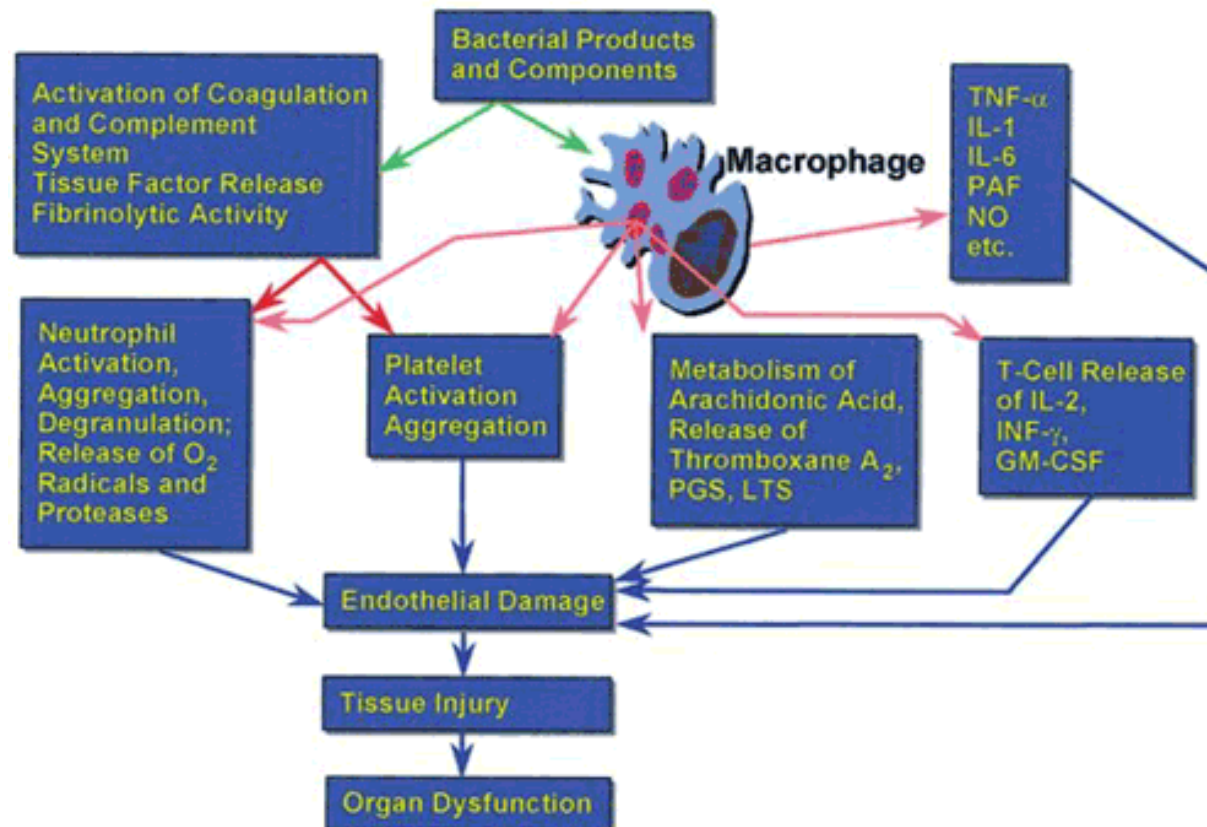 Bacterial Products
and Components
Activation of Coagulation
and Complement
System
Tissue Factor Release
Fibrinolytic Activity
Macrophage
TNF-α
IL-1
IL-6
PAF
NO
etc.
Neutrophil
Activation,
Aggregation,
Degranulation;
Release of O₂
Radicals and
Proteases
Platelet
Activation
Aggregation
Metabolism of
Arachidonic Acid,
Release of
Thromboxane A₂,
PGS, LTS
T-Cell Release
of IL-2,
INF-γ,
GM-CSF
Endothelial Damage
Tissue Injury
Organ Dysfunction